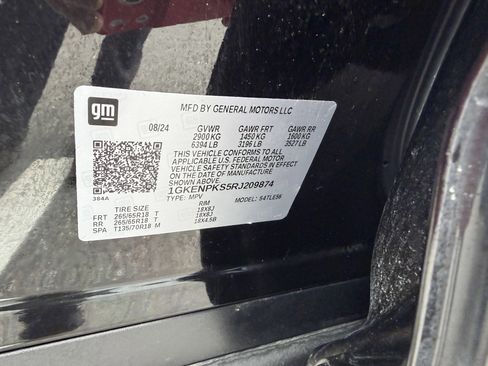 gm
MFD BY GENERAL MOTORS LLC
08/24 GVWR GAWR FRT GAWR RR
2900 KG 1450 KG 1600 KG
6394 LB 3196 LB 3527 LB
THIS VEHICLE CONFORMS TO ALL APPLICABLE U.S. FEDERAL MOTOR
VEHICLE SAFETY STANDARDS IN EFFECT ON THE DATE OF
MANUFACTURE SHOWN ABOVE.
1GKENPKS5RJ209874
384A
TYPE: MPV MODEL: S4TLE56
TIRE SIZE RIM
FRT 265/65R18 T 18X8J
RR 265/65R18 T 18X8J
SPA T135/70R18 M 18X4.5B